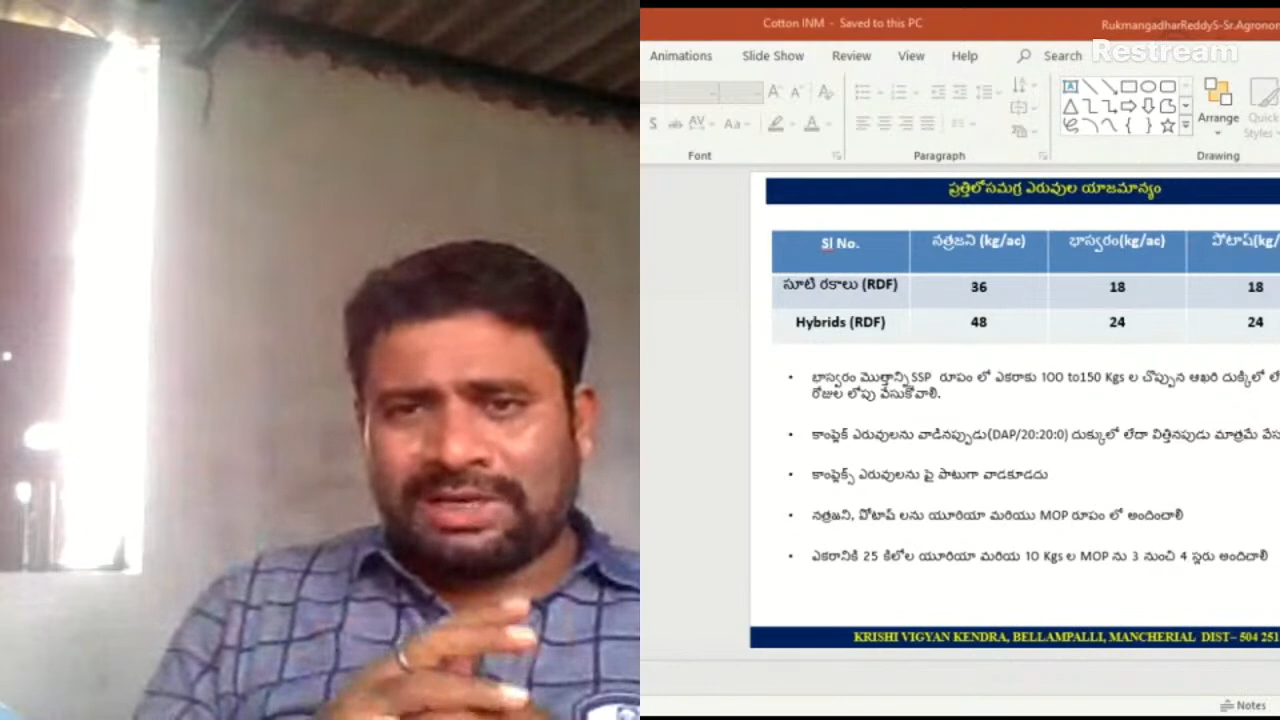 Cotton INM - Saved to this PC
RukmangadharReddyS-Sr.Agronom
Restream
Animations Slide Show Review View Help Search
Arrange
Quick
Styles
Font Paragraph Drawing
ప్రత్తిలోసమగ్ర ఎరువుల యాజమాన్యం
Sl No. నత్రజని (kg/ac) భాస్వరం(kg/ac) పోటాష్(kg/
సూటి రకాలు (RDF) 36 18 18
Hybrids (RDF) 48 24 24
• భాస్వరం మొత్తాన్ని SSP రూపం లో ఎకరాకు 100 to150 Kgs ల చొప్పున ఆఖరి దుక్కిలో లే
రోజుల లోపు వేసుకోవాలి.
• కాంప్లెక్ ఎరువులను వాడినప్పుడు(DAP/20:20:0) దుక్కులో లేదా విత్తినపుడు మాత్రమే వేస
• కాంప్లెక్స్ ఎరువులను పై పాటుగా వాడకూడదు
• నత్రజని, పోటాష్ లను యూరియా మరియు MOP రూపం లో అందించాలి
• ఎకరానికి 25 కిలోల యూరియా మరియ 10 Kgs ల MOP ను 3 నుంచి 4 సైరు అందిచాలి
KRISHI VIGYAN KENDRA, BELLAMPALLI, MANCHERIAL DIST– 504 251
Notes